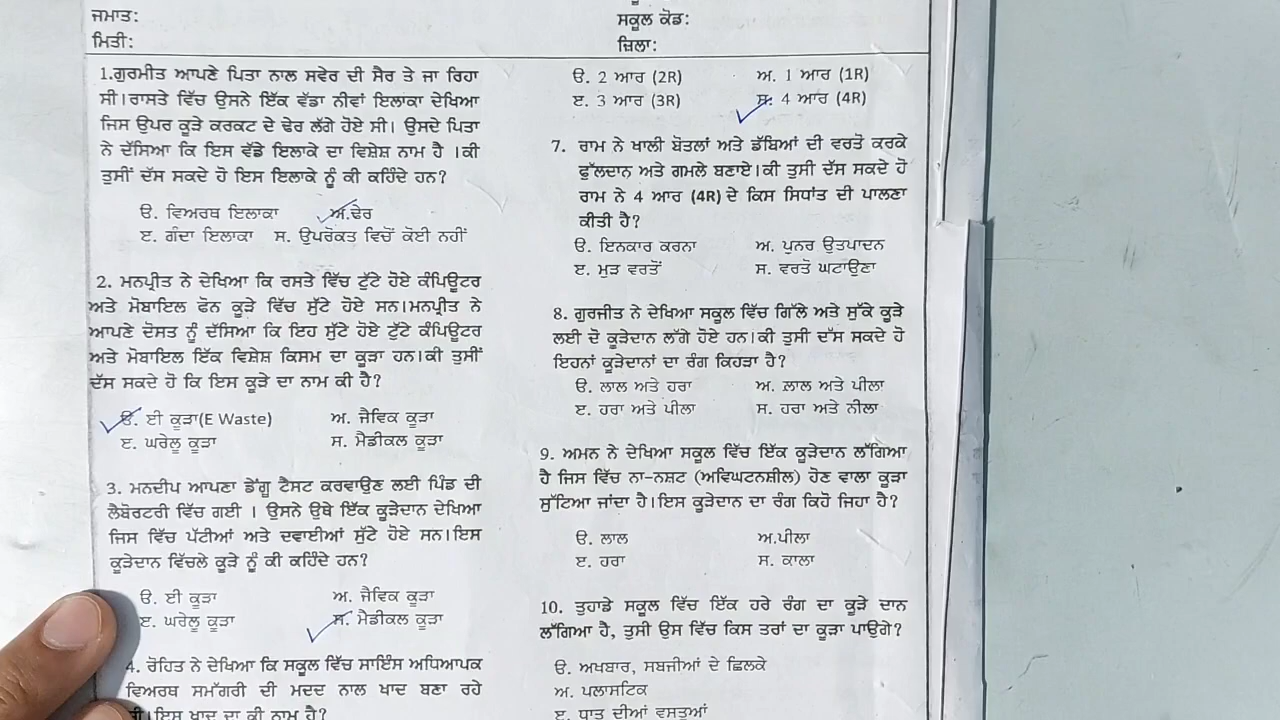 ਜਮਾਤ:
ਮਿਤੀ:
ਸਕੂਲ ਕੋਡ:
ਜ਼ਿਲਾ:
1.ਗੁਰਮੀਤ ਆਪਣੇ ਪਿਤਾ ਨਾਲ ਸਵੇਰ ਦੀ ਸੈਰ ਤੇ ਜਾ ਰਿਹਾ
ਸੀ।ਰਾਸਤੇ ਵਿੱਚ ਉਸਨੇ ਇੱਕ ਵੱਡਾ ਨੀਵਾਂ ਇਲਾਕਾ ਦੇਖਿਆ
ਜਿਸ ਉਪਰ ਕੂੜੇ ਕਰਕਟ ਦੇ ਢੇਰ ਲੱਗੇ ਹੋਏ ਸੀ। ਉਸਦੇ ਪਿਤਾ
ਨੇ ਦੱਸਿਆ ਕਿ ਇਸ ਵੱਡੇ ਇਲਾਕੇ ਦਾ ਵਿਸ਼ੇਸ਼ ਨਾਮ ਹੈ ।ਕੀ
ਤੁਸੀਂ ਦੱਸ ਸਕਦੇ ਹੋ ਇਸ ਇਲਾਕੇ ਨੂੰ ਕੀ ਕਹਿੰਦੇ ਹਨ?
ੳ. ਵਿਅਰਥ ਇਲਾਕਾ ਅ.ਢੇਰ
ੲ. ਗੰਦਾ ਇਲਾਕਾ ਸ. ਉਪਰੋਕਤ ਵਿਚੋਂ ਕੋਈ ਨਹੀਂ
2. ਮਨਪ੍ਰੀਤ ਨੇ ਦੇਖਿਆ ਕਿ ਰਸਤੇ ਵਿੱਚ ਟੁੱਟੇ ਹੋਏ ਕੰਪਿਊਟਰ
ਅਤੇ ਮੋਬਾਇਲ ਫੋਨ ਕੂੜੇ ਵਿੱਚ ਸੁੱਟੇ ਹੋਏ ਸਨ।ਮਨਪ੍ਰੀਤ ਨੇ
ਆਪਣੇ ਦੋਸਤ ਨੂੰ ਦੱਸਿਆ ਕਿ ਇਹ ਸੁੱਟੇ ਹੋਏ ਟੁੱਟੇ ਕੰਪਿਊਟਰ
ਅਤੇ ਮੋਬਾਇਲ ਇੱਕ ਵਿਸ਼ੇਸ਼ ਕਿਸਮ ਦਾ ਕੂੜਾ ਹਨ।ਕੀ ਤੁਸੀਂ
ਦੱਸ ਸਕਦੇ ਹੋ ਕਿ ਇਸ ਕੂੜੇ ਦਾ ਨਾਮ ਕੀ ਹੈ?
ੳ. ਈ ਕੂੜਾ(E Waste) ਅ. ਜੈਵਿਕ ਕੂੜਾ
ੲ. ਘਰੇਲੂ ਕੂੜਾ ਸ. ਮੈਡੀਕਲ ਕੂੜਾ
3. ਮਨਦੀਪ ਆਪਣਾ ਡੇਂਗੂ ਟੈਸਟ ਕਰਵਾਉਣ ਲਈ ਪਿੰਡ ਦੀ
ਲੈਬੋਰਟਰੀ ਵਿੱਚ ਗਈ । ਉਸਨੇ ਉਥੇ ਇੱਕ ਕੂੜੇਦਾਨ ਦੇਖਿਆ
ਜਿਸ ਵਿੱਚ ਪੱਟੀਆਂ ਅਤੇ ਦਵਾਈਆਂ ਸੁੱਟੇ ਹੋਏ ਸਨ।ਇਸ
ਕੂੜੇਦਾਨ ਵਿੱਚਲੇ ਕੂੜੇ ਨੂੰ ਕੀ ਕਹਿੰਦੇ ਹਨ?
ੳ. ਈ ਕੂੜਾ ਅ. ਜੈਵਿਕ ਕੂੜਾ
ੲ. ਘਰੇਲੂ ਕੂੜਾ ਸ. ਮੈਡੀਕਲ ਕੂੜਾ
4. ਰੋਹਿਤ ਨੇ ਦੇਖਿਆ ਕਿ ਸਕੂਲ ਵਿੱਚ ਸਾਇੰਸ ਅਧਿਆਪਕ
ਵਿਅਰਥ ਸਮੱਗਰੀ ਦੀ ਮਦਦ ਨਾਲ ਖਾਦ ਬਣਾ ਰਹੇ
ਇਸ ਖਾਦ ਦਾ ਕੀ ਨਾਮ ਹੈ?
ੳ. 2 ਆਰ (2R) ਅ. 1 ਆਰ (1R)
ੲ. 3 ਆਰ (3R) ਸ. 4 ਆਰ (4R)
7. ਰਾਮ ਨੇ ਖਾਲੀ ਬੋਤਲਾਂ ਅਤੇ ਡੱਬਿਆਂ ਦੀ ਵਰਤੋ ਕਰਕੇ
ਫੁੱਲਦਾਨ ਅਤੇ ਗਮਲੇ ਬਣਾਏ।ਕੀ ਤੁਸੀ ਦੱਸ ਸਕਦੇ ਹੋ
ਰਾਮ ਨੇ 4 ਆਰ (4R) ਦੇ ਕਿਸ ਸਿਧਾਂਤ ਦੀ ਪਾਲਣਾ
ਕੀਤੀ ਹੈ?
ੳ. ਇਨਕਾਰ ਕਰਨਾ ਅ. ਪੁਨਰ ਉਤਪਾਦਨ
ੲ. ਮੁੜ ਵਰਤੋਂ ਸ. ਵਰਤੋ ਘਟਾਉਣਾ
8. ਗੁਰਜੀਤ ਨੇ ਦੇਖਿਆ ਸਕੂਲ ਵਿੱਚ ਗਿੱਲੇ ਅਤੇ ਸੁੱਕੇ ਕੂੜੇ
ਲਈ ਦੋ ਕੂੜੇਦਾਨ ਲੱਗੇ ਹੋਏ ਹਨ।ਕੀ ਤੁਸੀ ਦੱਸ ਸਕਦੇ ਹੋ
ਇਹਨਾਂ ਕੂੜੇਦਾਨਾਂ ਦਾ ਰੰਗ ਕਿਹੜਾ ਹੈ?
ੳ. ਲਾਲ ਅਤੇ ਹਰਾ ਅ. ਲਾਲ ਅਤੇ ਪੀਲਾ
ੲ. ਹਰਾ ਅਤੇ ਪੀਲਾ ਸ. ਹਰਾ ਅਤੇ ਨੀਲਾ
9. ਅਮਨ ਨੇ ਦੇਖਿਆ ਸਕੂਲ ਵਿੱਚ ਇੱਕ ਕੂੜੇਦਾਨ ਲੱਗਿਆ
ਹੈ ਜਿਸ ਵਿੱਚ ਨਾ-ਨਸ਼ਟ (ਅਵਿਘਟਨਸ਼ੀਲ) ਹੋਣ ਵਾਲਾ ਕੂੜਾ
ਸੁੱਟਿਆ ਜਾਂਦਾ ਹੈ।ਇਸ ਕੂੜੇਦਾਨ ਦਾ ਰੰਗ ਕਿਹੋ ਜਿਹਾ ਹੈ?
ੳ. ਲਾਲ ਅ.ਪੀਲਾ
ੲ. ਹਰਾ ਸ. ਕਾਲਾ
10. ਤੁਹਾਡੇ ਸਕੂਲ ਵਿੱਚ ਇੱਕ ਹਰੇ ਰੰਗ ਦਾ ਕੂੜੇ ਦਾਨ
ਲੱਗਿਆ ਹੈ, ਤੁਸੀ ਉਸ ਵਿੱਚ ਕਿਸ ਤਰਾਂ ਦਾ ਕੂੜਾ ਪਾਉਗੇ?
ੳ. ਅਖਬਾਰ, ਸਬਜੀਆਂ ਦੇ ਛਿਲਕੇ
ਅ. ਪਲਾਸਟਿਕ
ੲ. ਧਾਤੂ ਦੀਆਂ ਵਸਤੂਆਂ